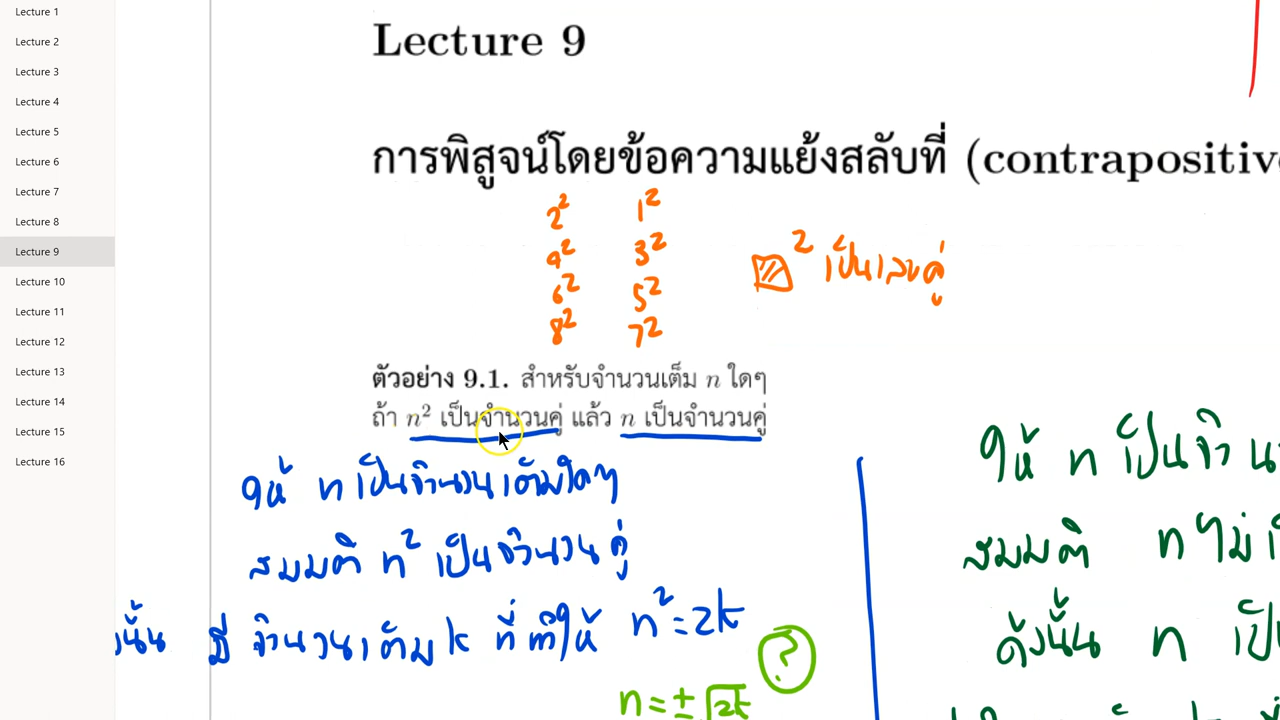 Lecture 1
Lecture 2
Lecture 3
Lecture 4
Lecture 5
Lecture 6
Lecture 7
Lecture 8
Lecture 9
Lecture 10
Lecture 11
Lecture 12
Lecture 13
Lecture 14
Lecture 15
Lecture 16
Lecture 9
การพิสูจน์โดยข้อความแย้งสลับที่ (contrapositive
2² 1²
4² 3²
6² 5²
8² 7²
² เป็นเลขคู่
ตัวอย่าง 9.1. สำหรับจำนวนเต็ม n ใดๆ
ถ้า n² เป็นจำนวนคู่ แล้ว n เป็นจำนวนคู่
ให้ n เป็นจำนวนเต็มใดๆ
สมมติ n² เป็นจำนวนคู่
นั้น มี จำนวนเต็ม k ที่ทำให้ n² = 2k
?
n = ± √2k
ให้ n เป็นจำน
สมมติ n ไม่เ
ดังนั้น n เป็น